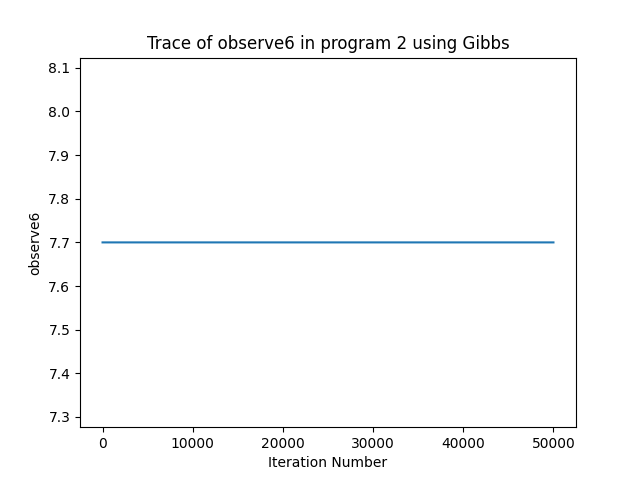 Trace of observe6 in program 2 using Gibbs
8.1
8.0
7.9
7.8
7.7
7.6
7.5
7.4
7.3
observe6
0 10000 20000 30000 40000 50000
Iteration Number